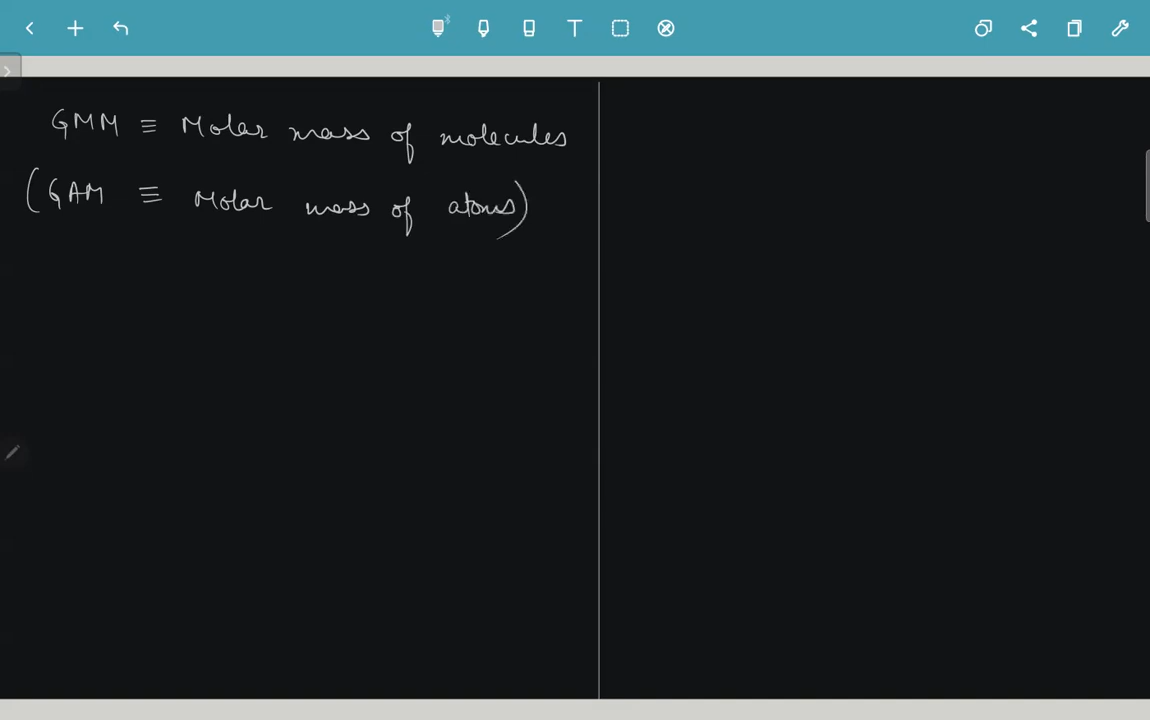 GMM ≡ Molar mass of molecules
(GAM ≡ Molar mass of atoms)